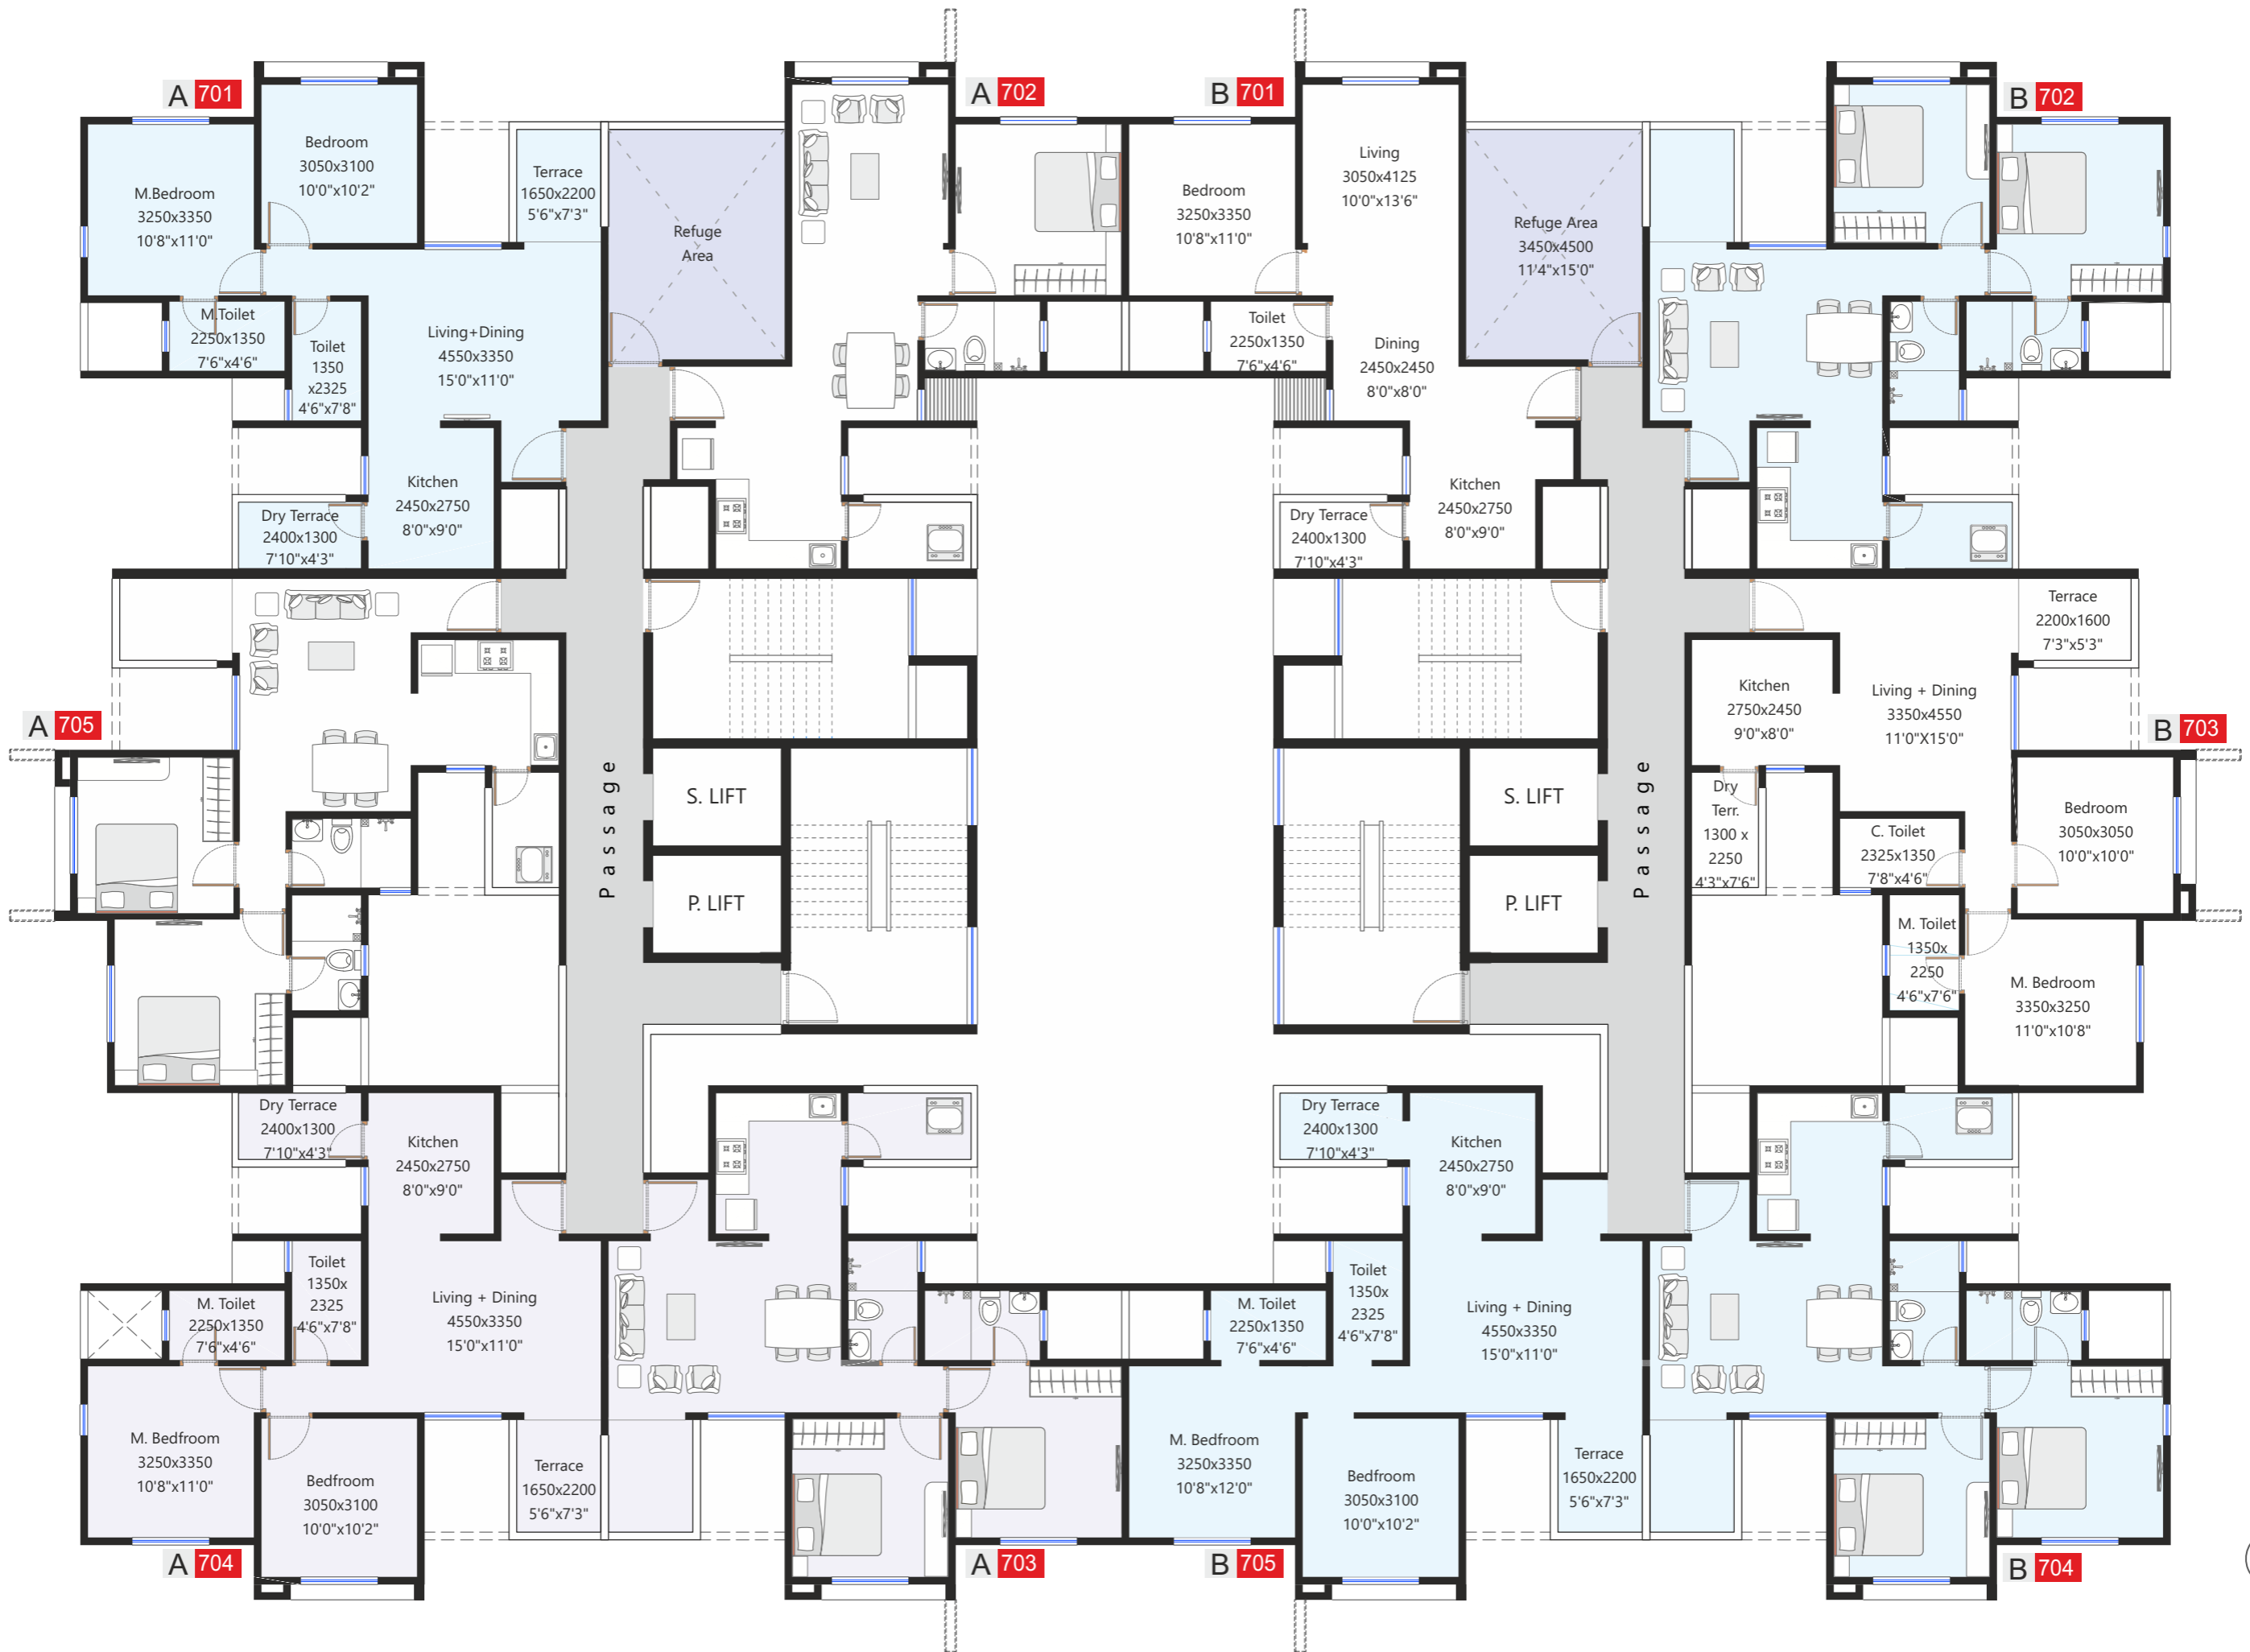 A 701
A 702
B 701
B 702
Bedroom
3050x3100
10'0"x10'2"
M.Bedroom
3250x3350
10'8"x11'0"
Terrace
1650x2200
5'6"x7'3"
Refuge
Area
Bedroom
3250x3350
10'8"x11'0"
Living
3050x4125
10'0"x13'6"
Refuge Area
3450x4500
11'4"x15'0"
M.Toilet
2250x1350
7'6"x4'6"
Toilet
1350
x2325
4'6"x7'8"
Living+Dining
4550x3350
15'0"x11'0"
Toilet
2250x1350
7'6"x4'6"
Dining
2450x2450
8'0"x8'0"
Kitchen
2450x2750
8'0"x9'0"
Dry Terrace
2400x1300
7'10"x4'3"
Kitchen
2450x2750
8'0"x9'0"
Dry Terrace
2400x1300
7'10"x4'3"
Terrace
2200x1600
7'3"x5'3"
A 705
Kitchen
2750x2450
9'0"x8'0"
Living + Dining
3350x4550
11'0"X15'0"
B 703
Passage
S. LIFT
P. LIFT
S. LIFT
P. LIFT
Passage
Dry
Terr.
1300 x
2250
4'3"x7'6"
C. Toilet
2325x1350
7'8"x4'6"
Bedroom
3050x3050
10'0"x10'0"
M. Toilet
1350x
2250
4'6"x7'6"
M. Bedroom
3350x3250
11'0"x10'8"
Dry Terrace
2400x1300
7'10"x4'3"
Kitchen
2450x2750
8'0"x9'0"
Dry Terrace
2400x1300
7'10"x4'3"
Kitchen
2450x2750
8'0"x9'0"
Toilet
1350x
2325
4'6"x7'8"
M. Toilet
2250x1350
7'6"x4'6"
Living + Dining
4550x3350
15'0"x11'0"
M. Toilet
2250x1350
7'6"x4'6"
Toilet
1350x
2325
4'6"x7'8"
Living + Dining
4550x3350
15'0"x11'0"
M. Bedfroom
3250x3350
10'8"x11'0"
Bedfroom
3050x3100
10'0"x10'2"
Terrace
1650x2200
5'6"x7'3"
M. Bedfroom
3250x3350
10'8"x12'0"
Bedfroom
3050x3100
10'0"x10'2"
Terrace
1650x2200
5'6"x7'3"
A 704
A 703
B 705
B 704